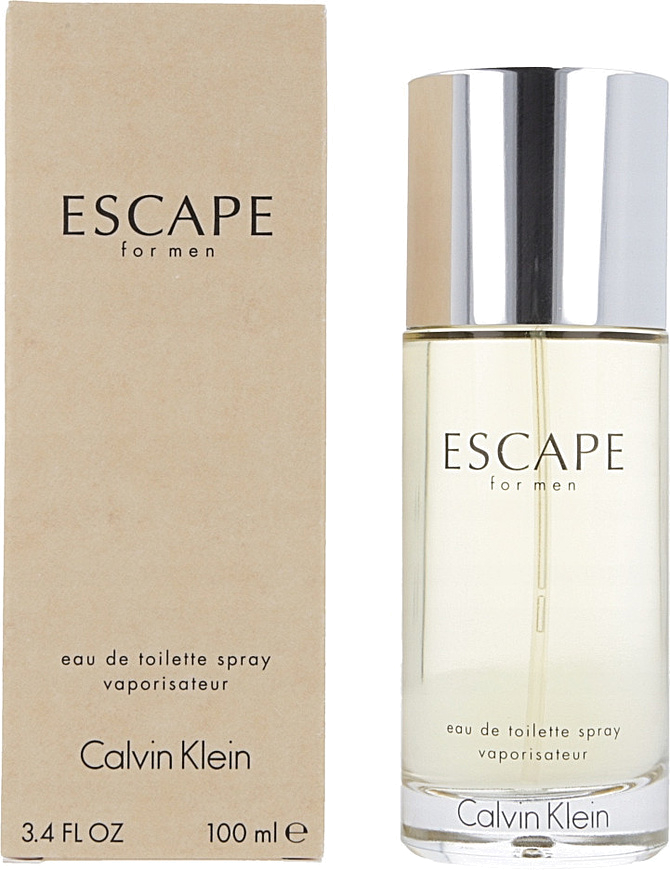 ESCAPE
for men
eau de toilette spray
vaporisateur
Calvin Klein
3.4 FL OZ 100 ml ℮
ESCAPE
for men
eau de toilette spray
vaporisateur
Calvin Klein